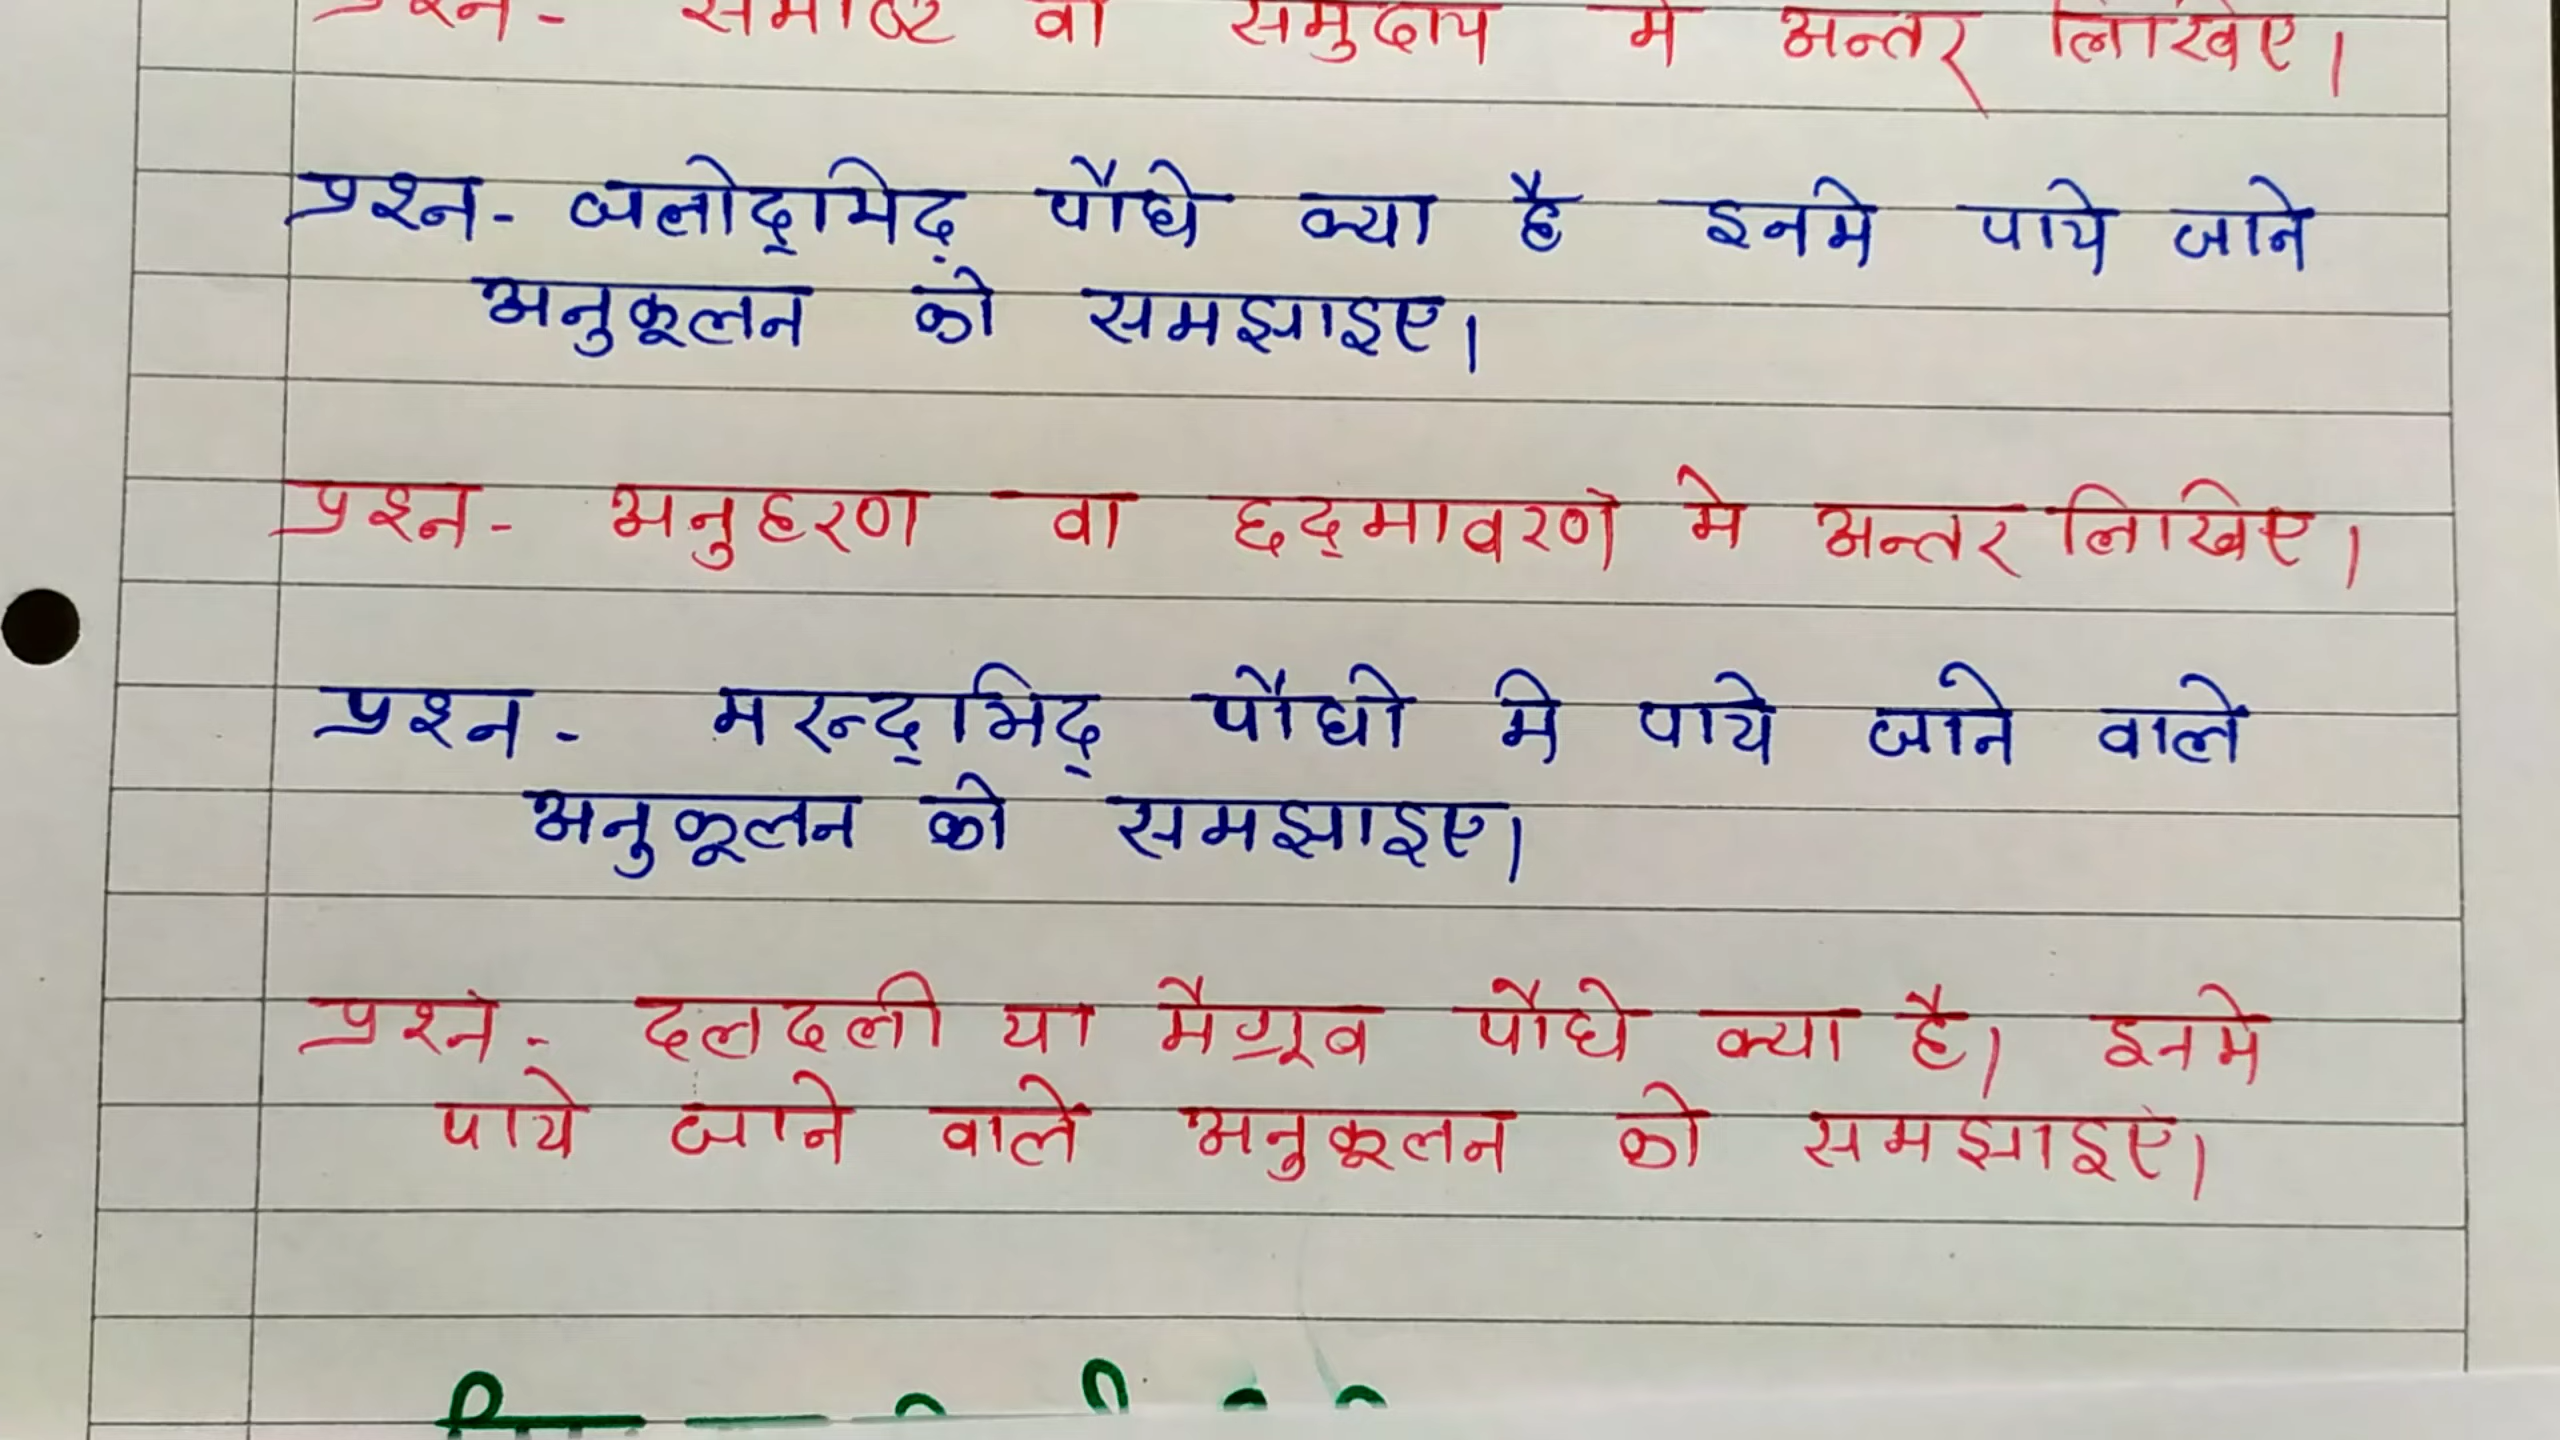 प्रश्न- समष्टि वा समुदाय मे अन्तर लिखिए।
प्रश्न- जलोद्भिद् पौधे क्या है इनमे पाये जाने
अनुकूलन को समझाइए।
प्रश्न- अनुहरण वा छद्मावरण मे अन्तर लिखिए।
प्रश्न - मरुद्भिद् पौधो मे पाये जाने वाले
अनुकूलन को समझाइए।
प्रश्न - दलदली या मैग्रूव पौधे क्या है। इनमे
पाये जाने वाले अनुकूलन को समझाइए।